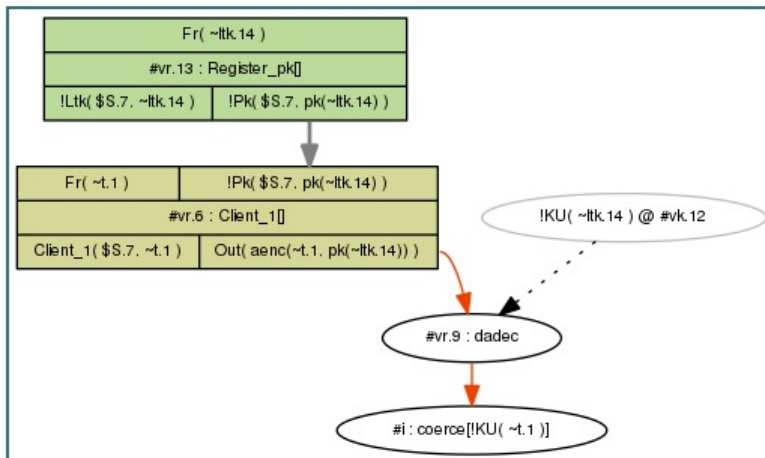 Fr( ~ltk.14 )
#vr.13 : Register_pk[]
!Ltk( $S.7, ~ltk.14 ) !Pk( $S.7, pk(~ltk.14) )
Fr( ~t.1 ) !Pk( $S.7, pk(~ltk.14) )
#vr.6 : Client_1[]
!KU( ~ltk.14 ) @ #vk.12
Client_1( $S.7, ~t.1 ) Out( aenc(~t.1, pk(~ltk.14)) )
#vr.9 : dadec
#i : coerce[!KU( ~t.1 )]